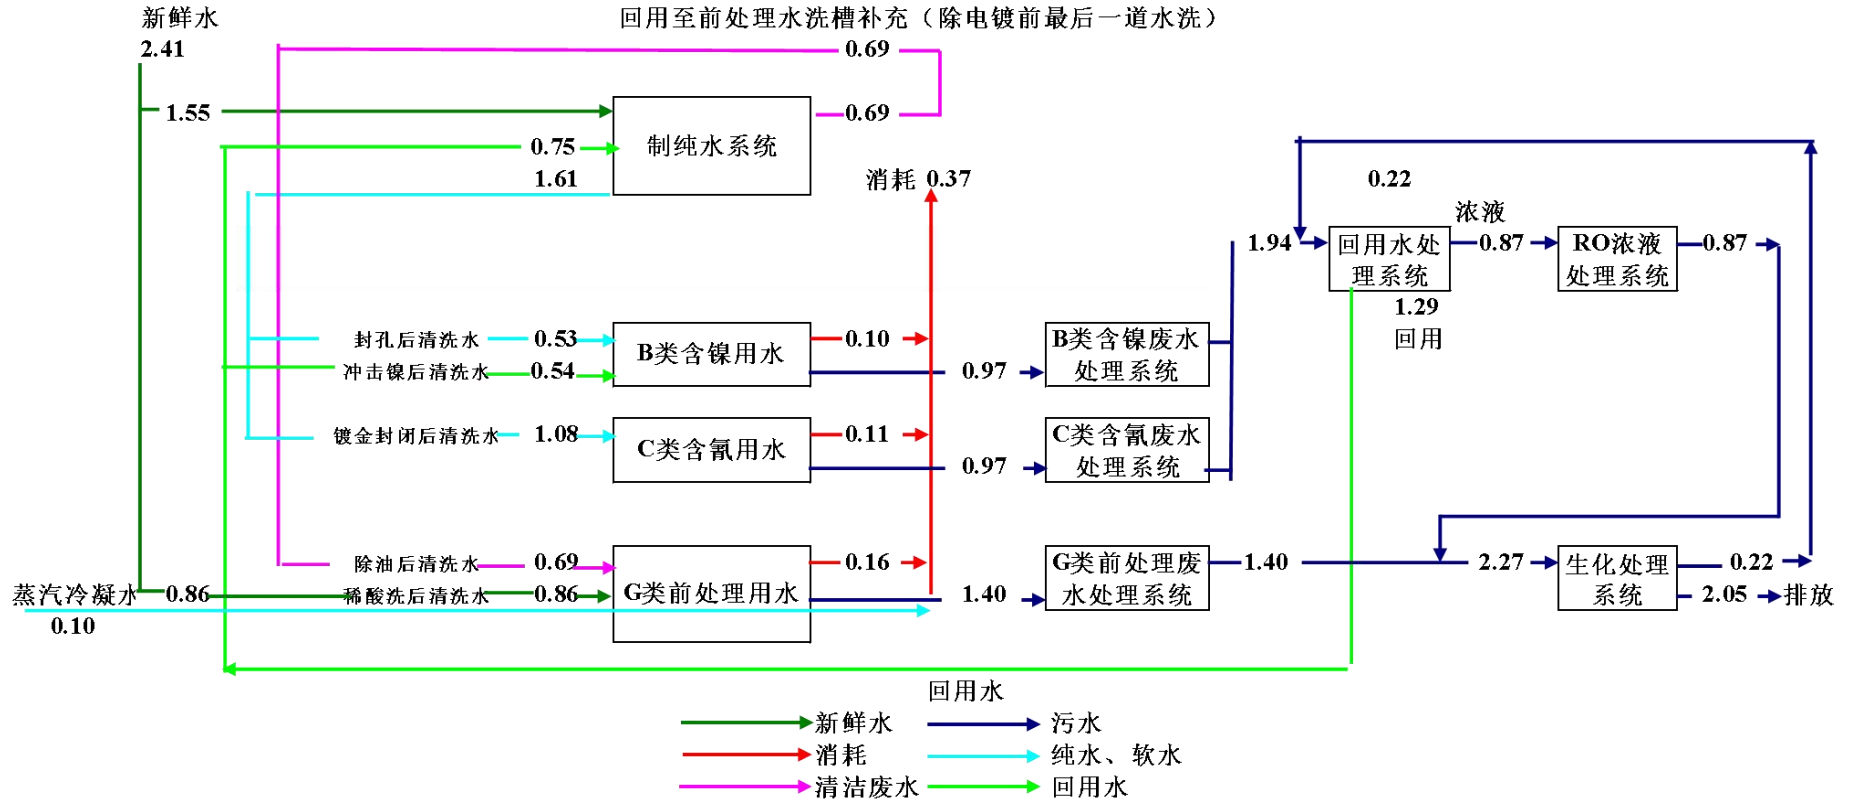 新鲜水
2.41
回用至前处理水洗槽补充（除电镀前最后一道水洗）
0.69
1.55
0.69
制纯水系统
0.75
1.61
消耗 0.37
0.22
浓液
1.94
回用水处
理系统
0.87
RO浓液
处理系统
0.87
1.29
回用
封孔后清洗水
0.53
冲击镍后清洗水
0.54
B类含镍用水
0.10
0.97
B类含镍废水
处理系统
镀金封闭后清洗水
1.08
C类含氰用水
0.11
0.97
C类含氰废水
处理系统
除油后清洗水
0.69
稀酸洗后清洗水
0.86
G类前处理用水
0.16
1.40
G类前处理废
水处理系统
1.40
2.27
生化处理
系统
0.22
2.05
排放
蒸汽冷凝水
0.86
0.10
回用水
新鲜水
污水
消耗
纯水、软水
清洁废水
回用水